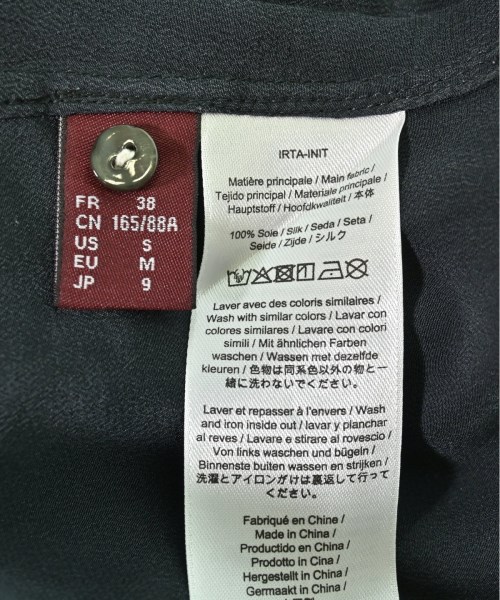 FR 38
CN 165/88A
US S
EU M
JP 9
IRTA-INIT
Matière principale / Main fabric /
Tejido principal / Materiale principale /
Hauptstoff / Hoofdkwaliteit / 本体
100% Soie / Silk / Seda / Seta /
Seide / Zijde / シルク
Laver avec des coloris similaires /
Wash with similar colors / Lavar con
colores similares / Lavare con colori
simili / Mit ähnlichen Farben
waschen / Wassen met dezelfde
kleuren / 色物は同系色以外の物と一
緒に洗わないでください。
Laver et repasser à l'envers / Wash
and iron inside out / lavar y planchar
al reves / Lavare e stirare al rovescio /
Von links waschen und bügeln /
Binnenste buiten wassen en strijken /
洗濯とアイロンがけは裏返して行って
ください。
Fabriqué en Chine /
Made in China /
Productido en China /
Prodotto in Cina /
Hergestellt in China /
Germaakt in China /